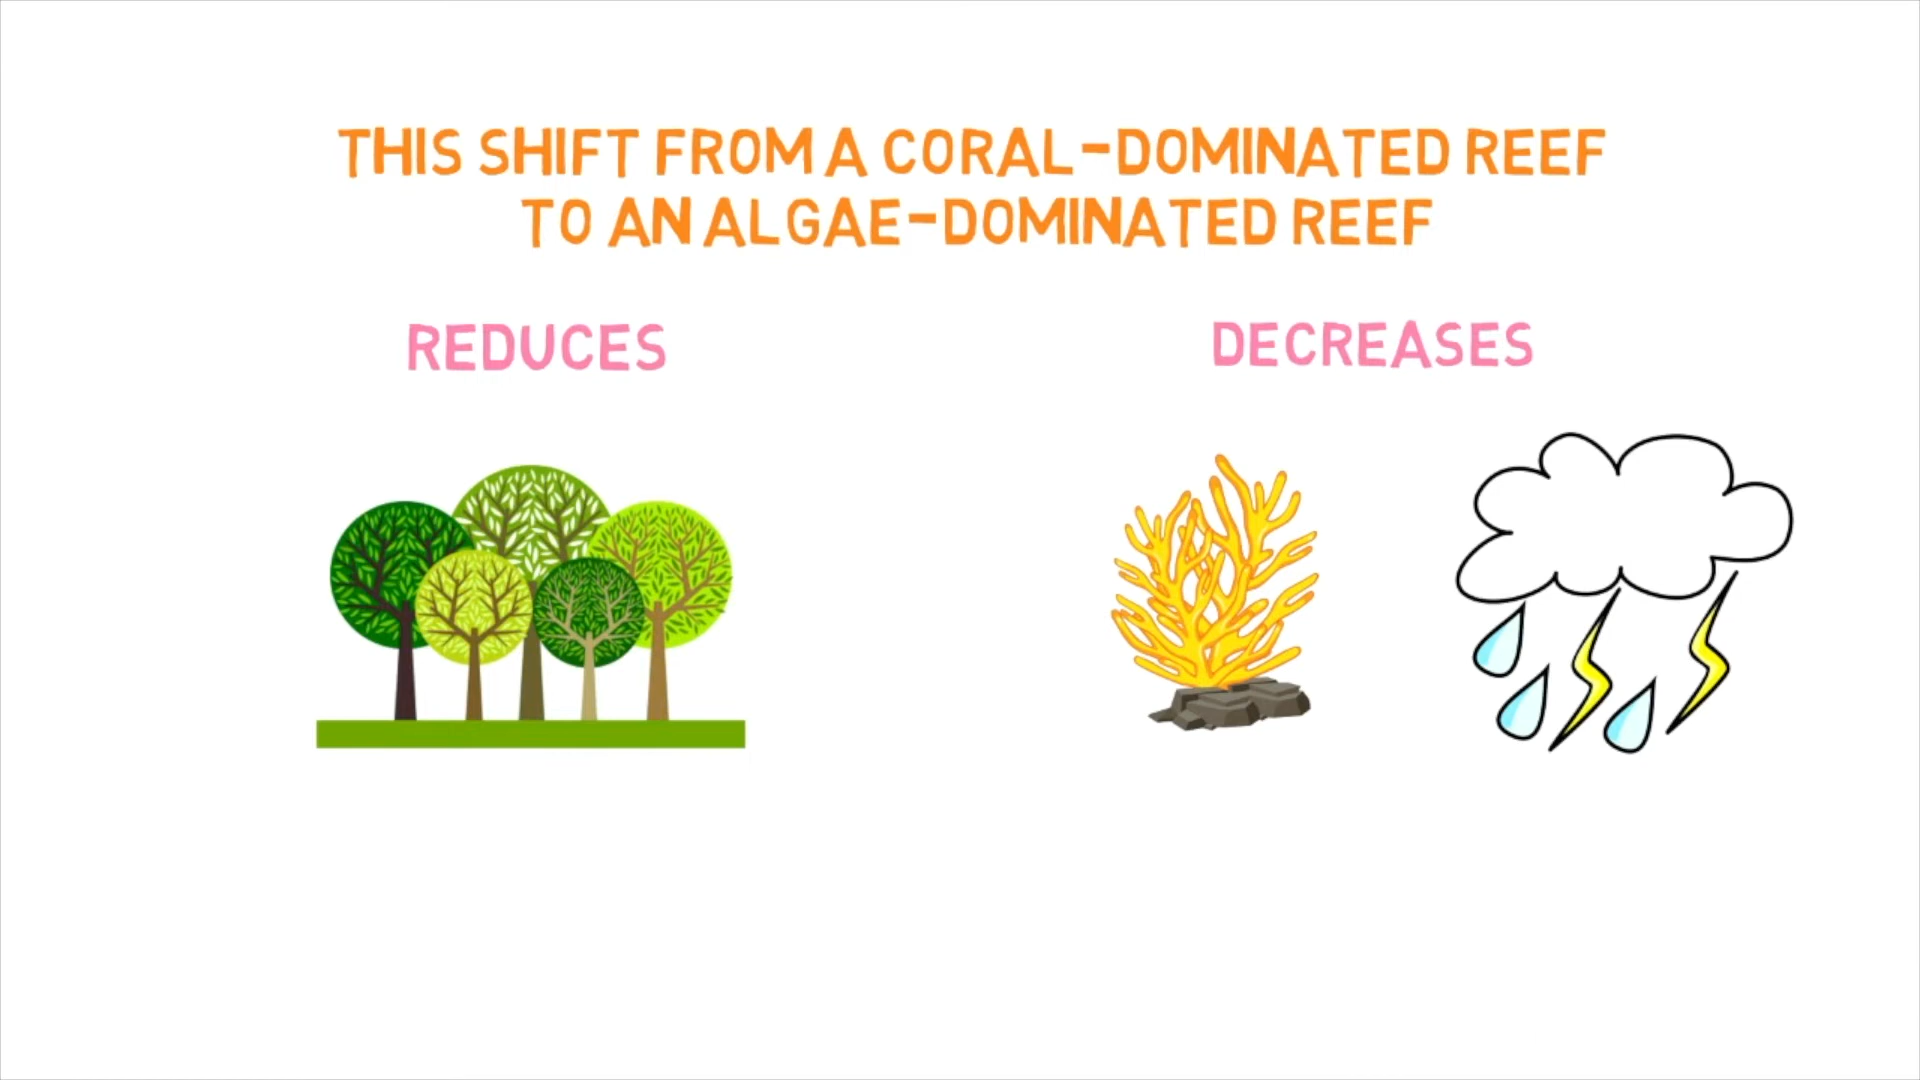 THIS SHIFT FROM A CORAL-DOMINATED REEF
TO AN ALGAE-DOMINATED REEF
REDUCES
DECREASES